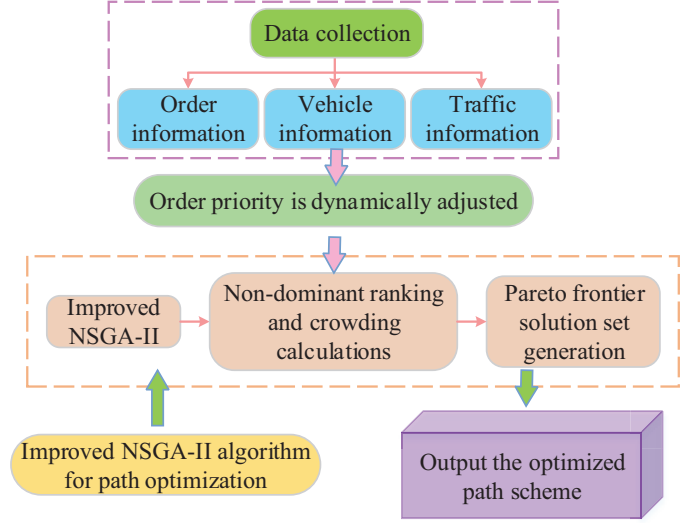 Data collection
Order
information
Vehicle
information
Traffic
information
Order priority is dynamically adjusted
Improved
NSGA-II
Non-dominant ranking
and crowding
calculations
Pareto frontier
solution set
generation
Improved NSGA-II algorithm
for path optimization
Output the optimized
path scheme